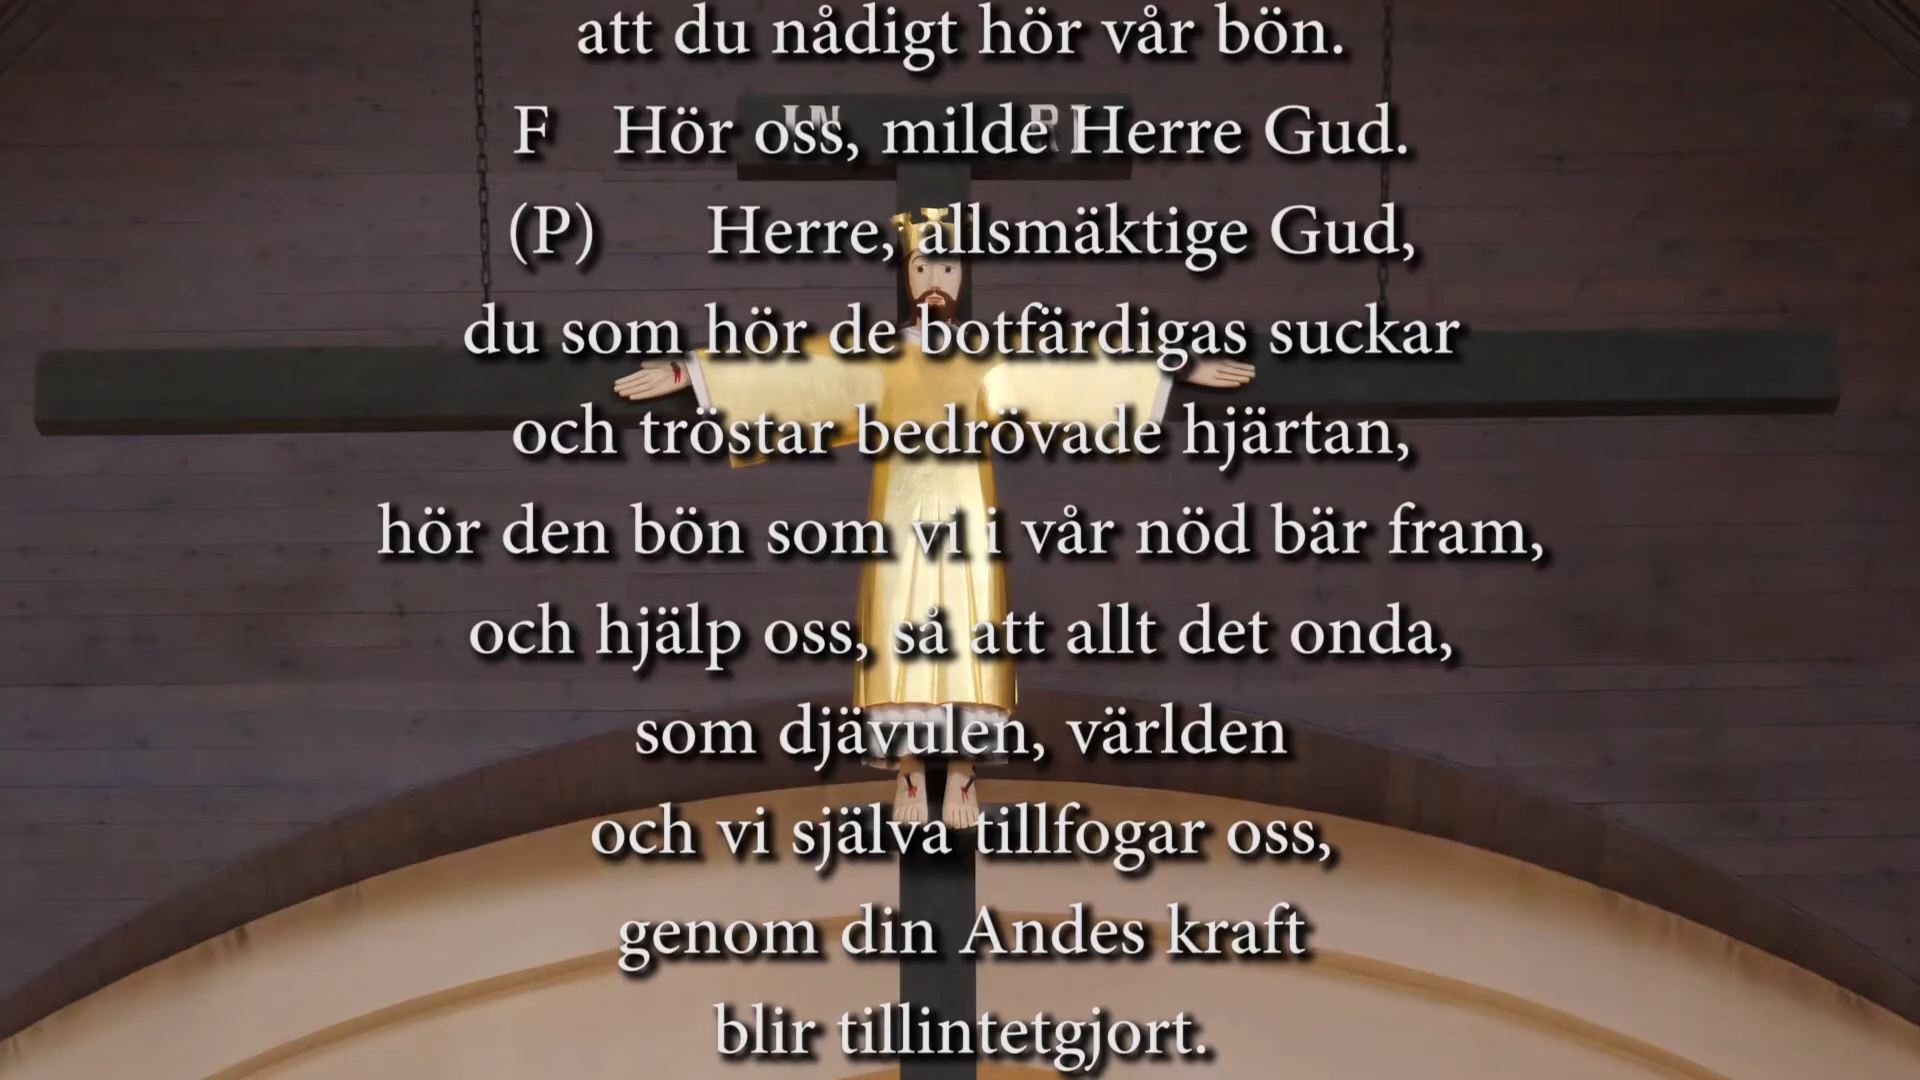 att du nådigt hör vår bön.
IN RI
F Hör oss, milde Herre Gud.
(P) Herre, allsmäktige Gud,
du som hör de botfärdigas suckar
och tröstar bedrövade hjärtan,
hör den bön som vi i vår nöd bär fram,
och hjälp oss, så att allt det onda,
som djävulen, världen
och vi själva tillfogar oss,
genom din Andes kraft
blir tillintetgjort.